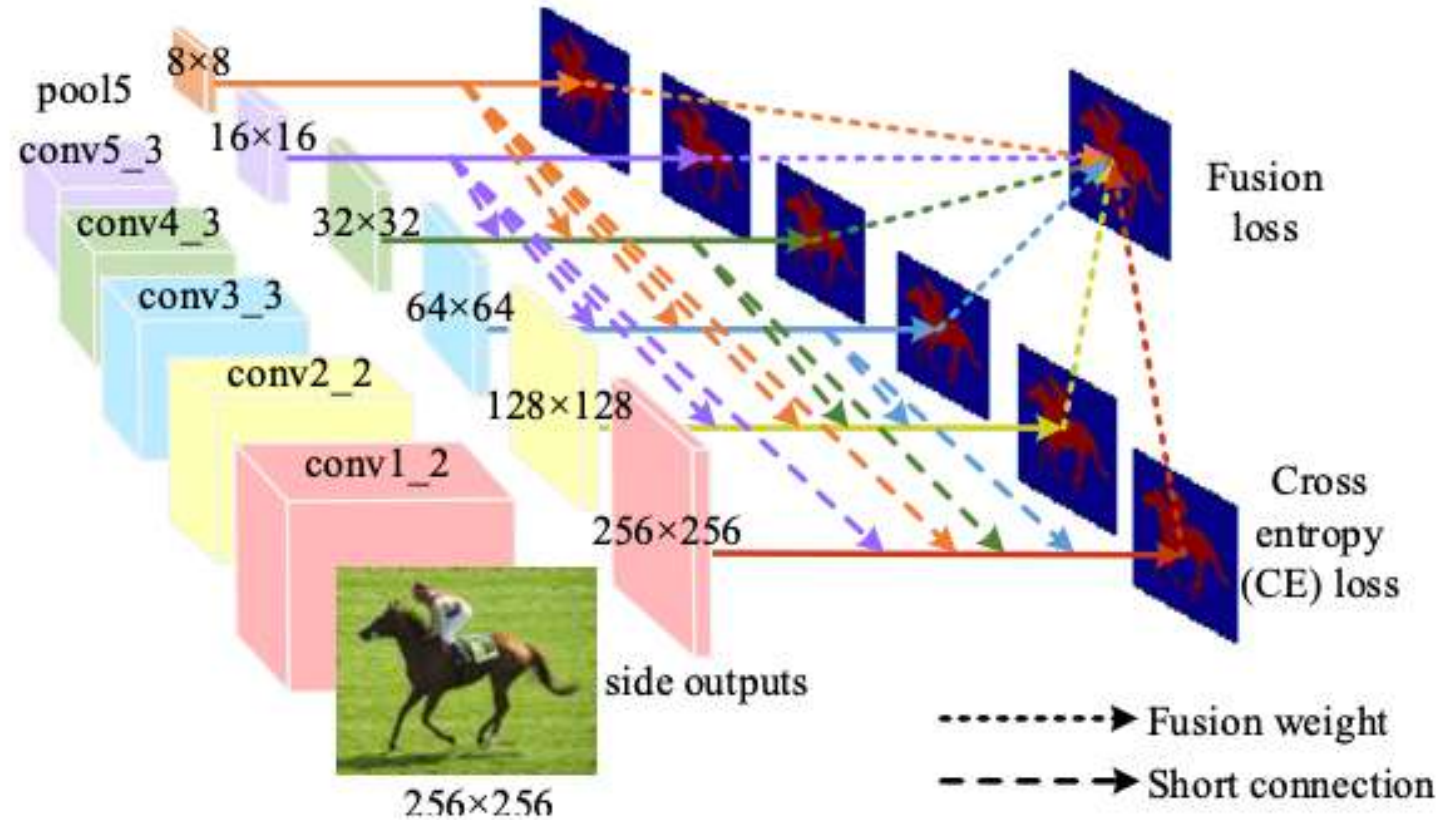 8×8
pool5
16×16
conv5_3
conv4_3
32×32
conv3_3
64×64
conv2_2
128×128
conv1_2
256×256
Fusion
loss
Cross
entropy
(CE) loss
side outputs
256×256
Fusion weight
Short connection